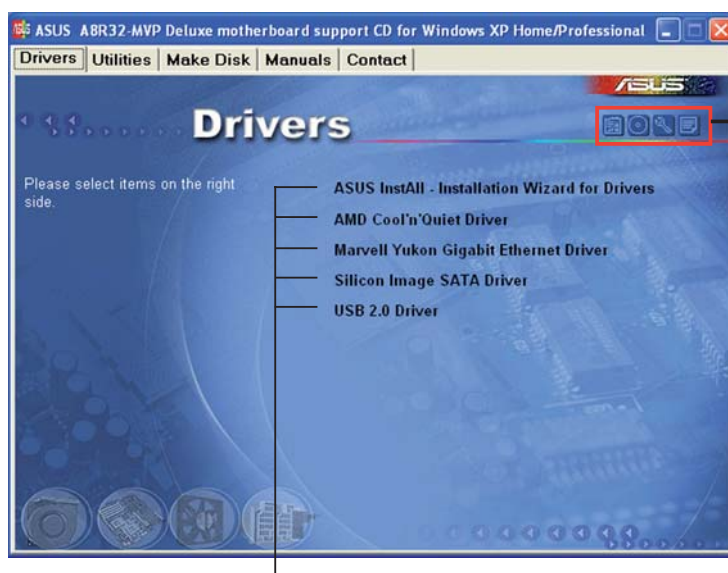 ASUS A8R32-MVP Deluxe motherboard support CD for Windows XP Home/Professional
Drivers Utilities Make Disk Manuals Contact
ASUS
Drivers
Please select items on the right
side.
ASUS InstAll - Installation Wizard for Drivers
AMD Cool'n'Quiet Driver
Marvell Yukon Gigabit Ethernet Driver
Silicon Image SATA Driver
USB 2.0 Driver